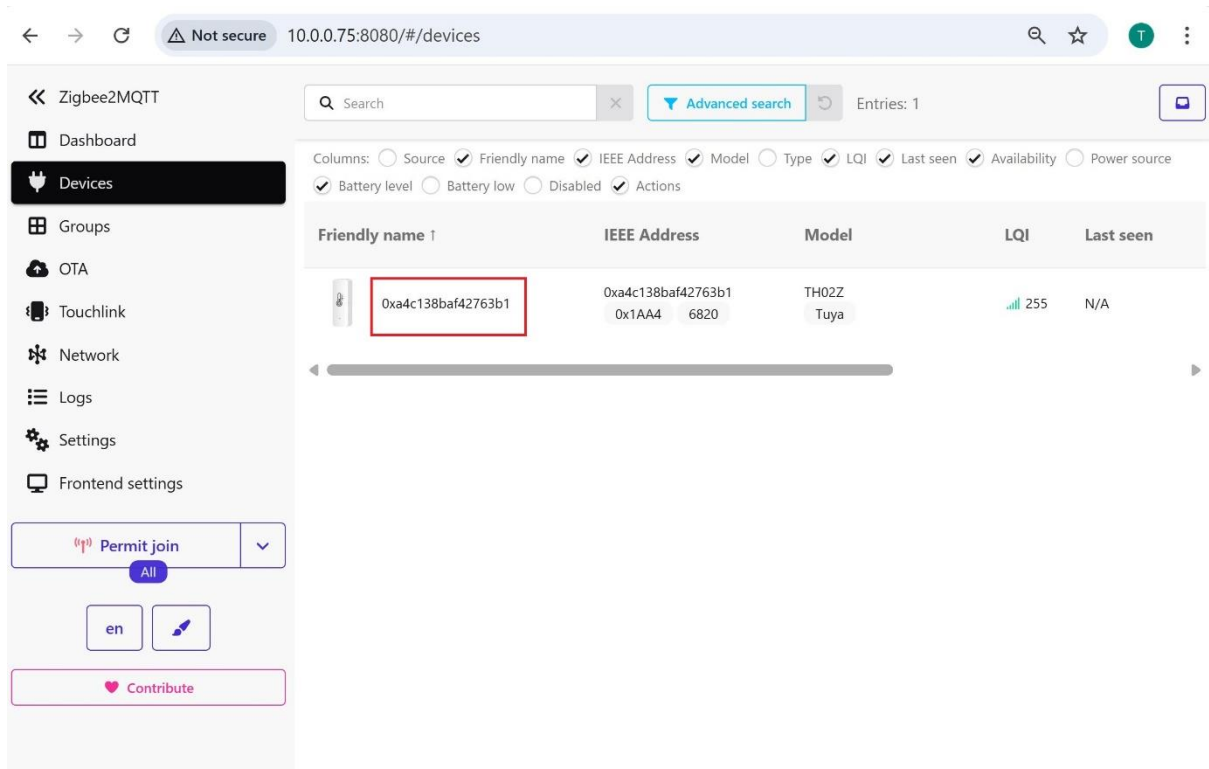 Not secure 10.0.0.75:8080/#/devices
T
Zigbee2MQTT
Dashboard
Devices
Groups
OTA
Touchlink
Network
Logs
Settings
Frontend settings
Permit join
All
en
Contribute
Search Advanced search Entries: 1
Columns: Source Friendly name IEEE Address Model Type LQI Last seen Availability Power source
Battery level Battery low Disabled Actions
Friendly name ↑ IEEE Address Model LQI Last seen
0xa4c138baf42763b1 0xa4c138baf42763b1 TH02Z 255 N/A
0x1AA4 6820 Tuya